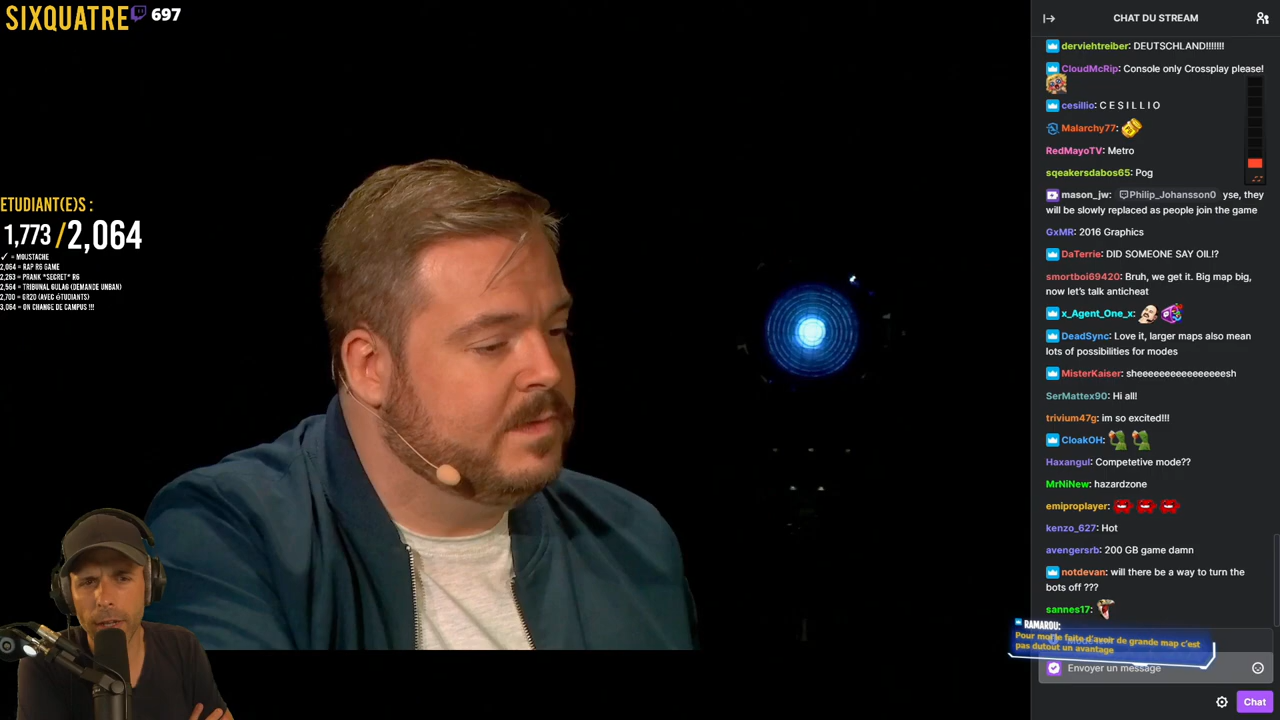 SIXQUATRE 697
ETUDIANT(E)S :
1,773 /2,064
✓ = MOUSTACHE
2,064 = RAP R6 GAME
2,263 = PRANK *SECRET* R6
2,564 = TRIBUNAL GULAG (DEMANDE UNBAN)
2,700 = GR20 (AVEC ÉTUDIANTS)
3,064 = ON CHANGE DE CAMPUS !!!
CHAT DU STREAM
derviehtreiber: DEUTSCHLAND!!!!!!!
CloudMcRip: Console only Crossplay please!
cesillio: C E S I L L I O
Malarchy77:
RedMayoTV: Metro
sqeakersdabos65: Pog
mason_jw: Philip_Johansson0 yse, they
will be slowly replaced as people join the game
GxMR: 2016 Graphics
DaTerrie: DID SOMEONE SAY OIL!?
smortboi69420: Bruh, we get it. Big map big,
now let's talk anticheat
x_Agent_One_x:
DeadSync: Love it, larger maps also mean
lots of possibilities for modes
MisterKaiser: sheeeeeeeeeeeeeeesh
SerMattex90: Hi all!
trivium47g: im so excited!!!
CloakOH:
Haxangul: Competetive mode??
MrNiNew: hazardzone
emiproplayer:
kenzo_627: Hot
avengersrb: 200 GB game damn
notdevan: will there be a way to turn the
bots off ???
sannes17:
RAMAROU:
Pour moi le faite d'avoir de grande map c'est
pas dutout un avantage
Envoyer un message
Chat